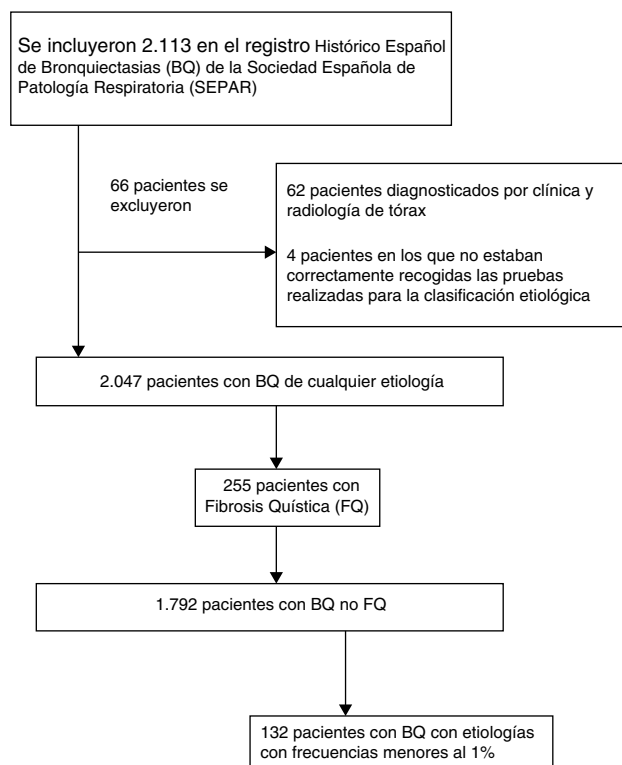 Se incluyeron 2.113 en el registro Histórico Español
de Bronquiectasias (BQ) de la Sociedad Española de
Patología Respiratoria (SEPAR)
66 pacientes se
excluyeron
62 pacientes diagnosticados por clínica y
radiología de tórax
4 pacientes en los que no estaban
correctamente recogidas las pruebas
realizadas para la clasificación etiológica
2.047 pacientes con BQ de cualquier etiología
255 pacientes con
Fibrosis Quística (FQ)
1.792 pacientes con BQ no FQ
132 pacientes con BQ con etiologías
con frecuencias menores al 1%